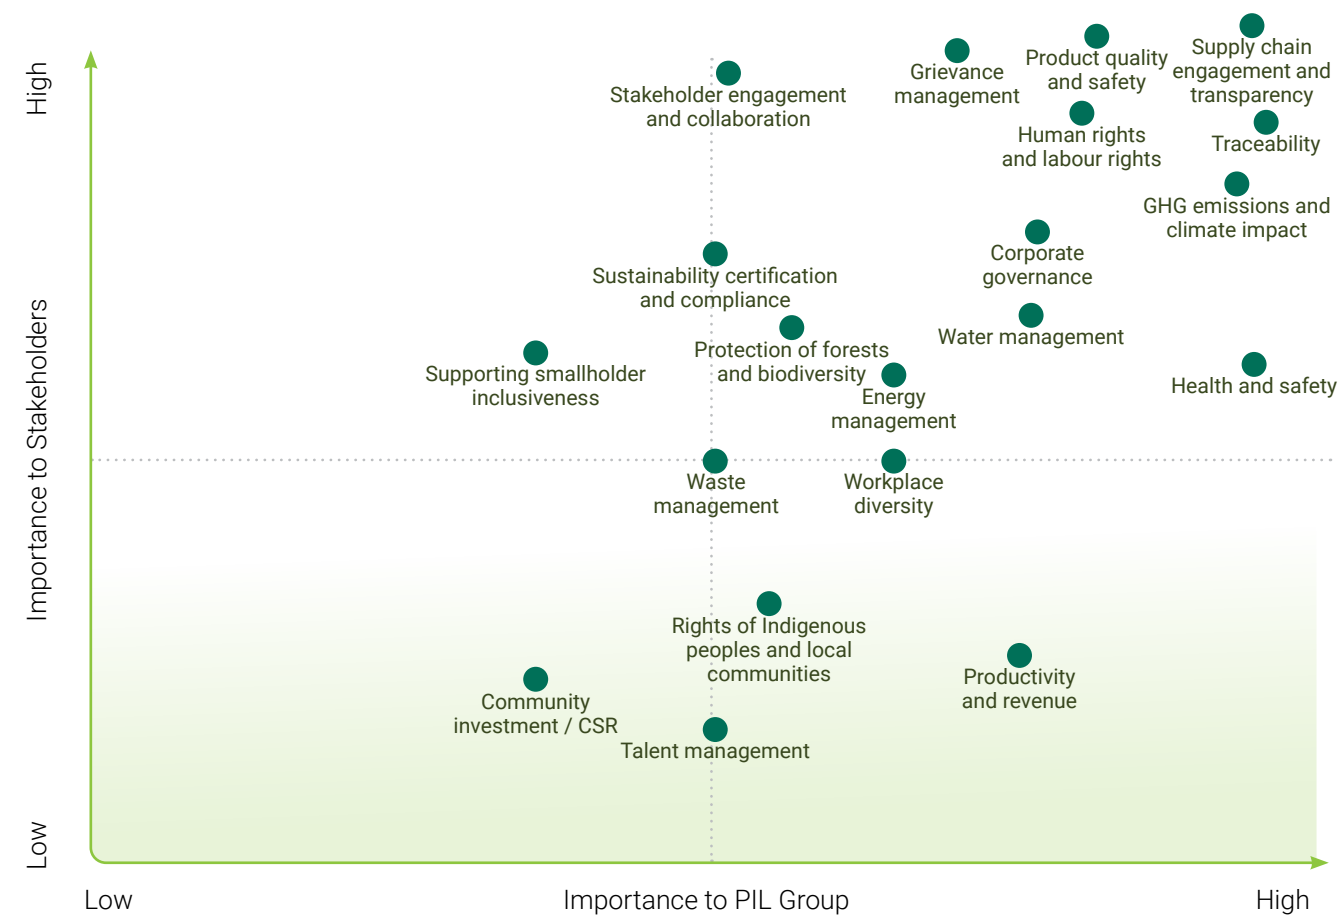 High
Importance to Stakeholders
Low
Supply chain
engagement and
transparency
Product quality
and safety
Grievance
management
Stakeholder engagement
and collaboration
Human rights
and labour rights
Traceability
GHG emissions and
climate impact
Corporate
governance
Sustainability certification
and compliance
Water management
Protection of forests
and biodiversity
Supporting smallholder
inclusiveness
Health and safety
Energy
management
Waste
management
Workplace
diversity
Rights of Indigenous
peoples and local
communities
Productivity
and revenue
Community
investment / CSR
Talent management
Low
Importance to PIL Group
High